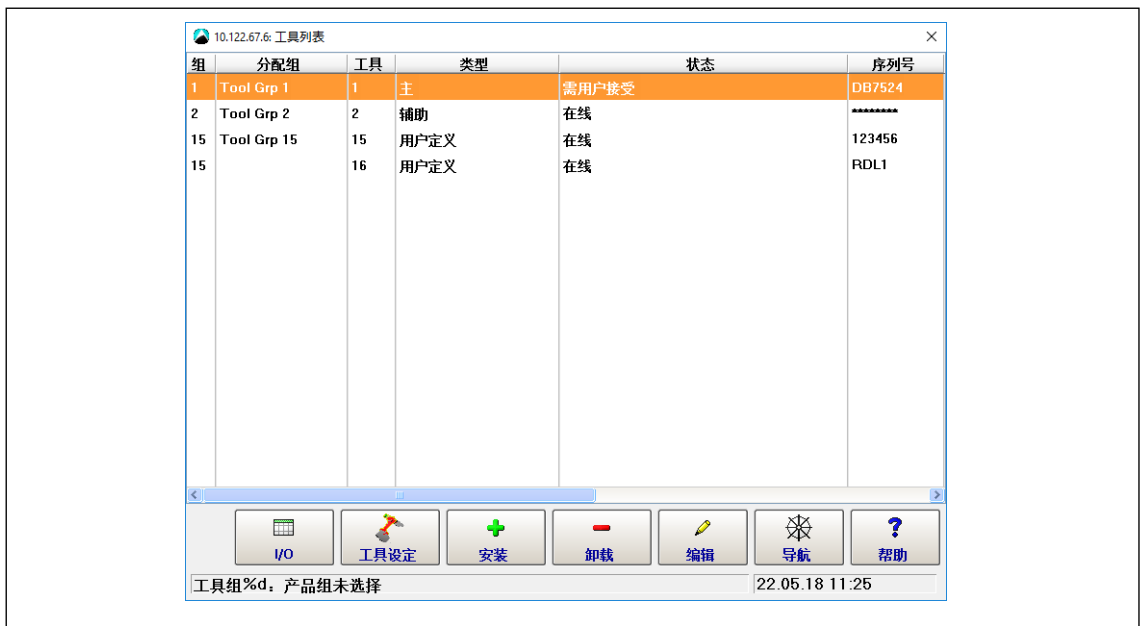 10.122.67.6: 工具列表
组 分配组 工具 类型 状态 序列号
1 Tool Grp 1 1 主 需用户接受 DB7524
2 Tool Grp 2 2 辅助 在线 ********
15 Tool Grp 15 15 用户定义 在线 123456
15 16 用户定义 在线 RDL1
I/O 工具设定 安装 卸载 编辑 导航 帮助
工具组%d：产品组未选择 22.05.18 11:25